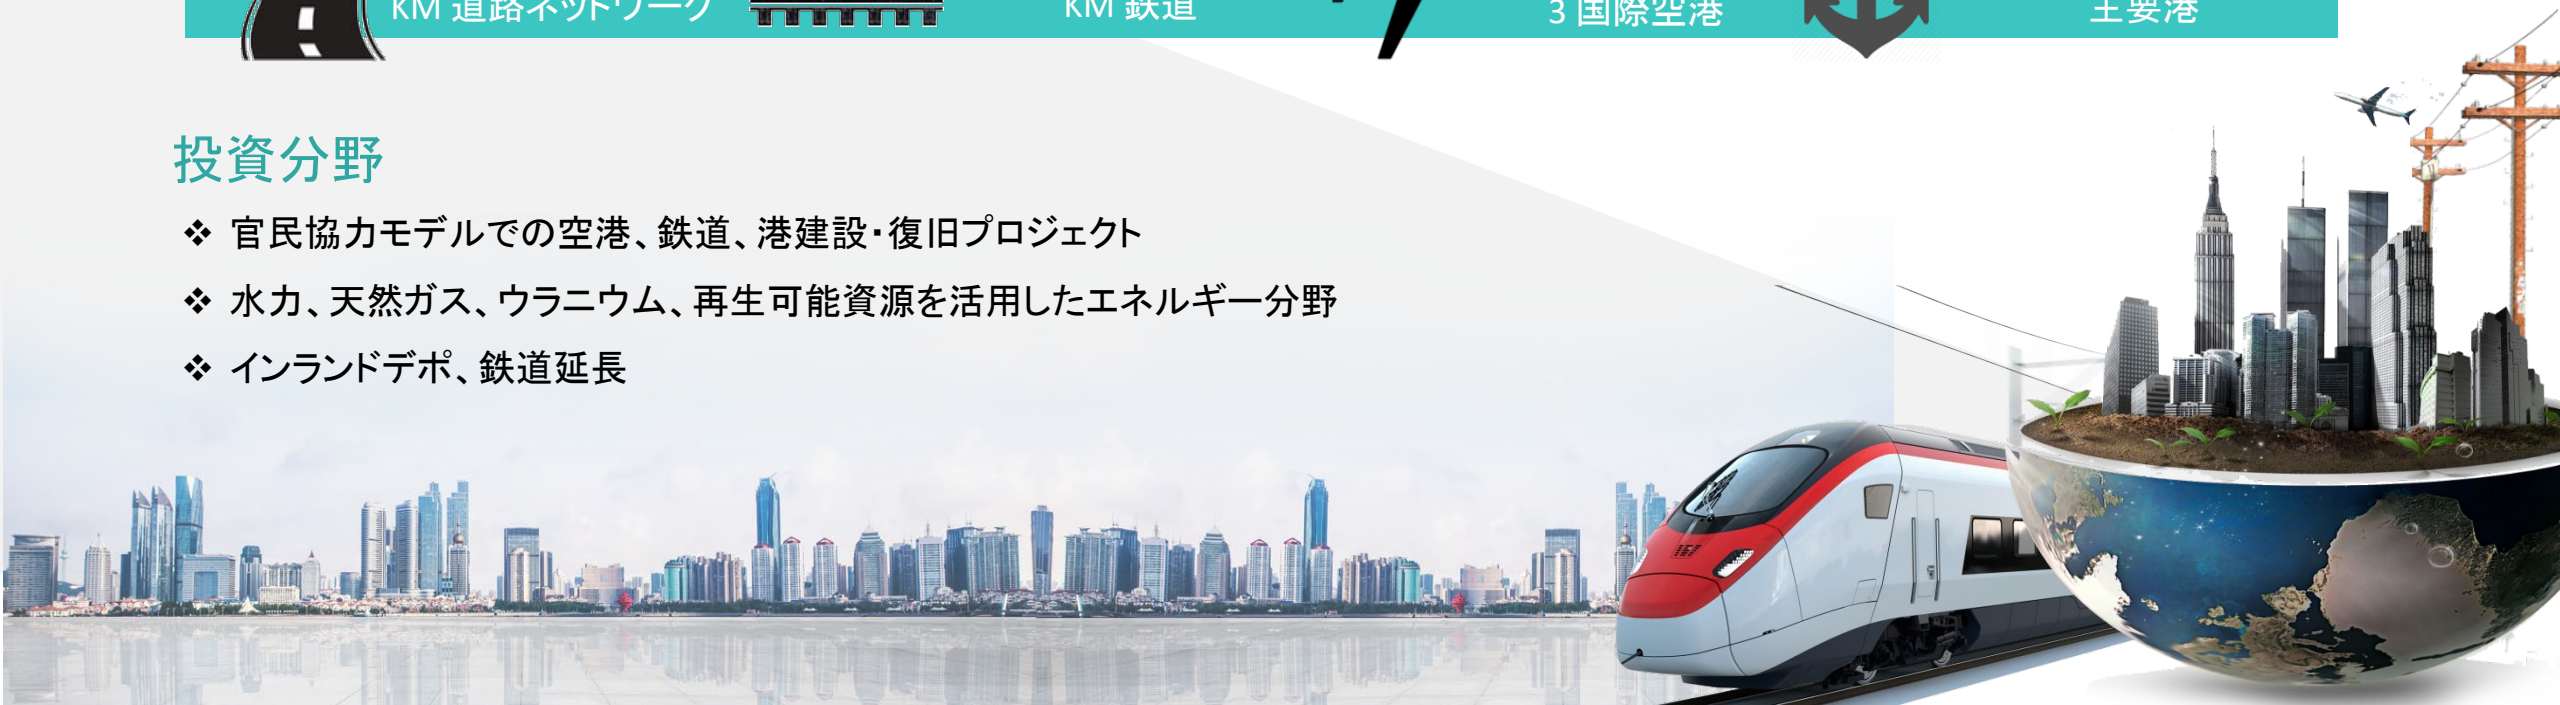 KM 道路ネットワーク
KM 鉄道
3 国際空港
主要港
投資分野
❖ 官民協力モデルでの空港、鉄道、港建設・復旧プロジェクト
❖ 水力、天然ガス、ウラニウム、再生可能資源を活用したエネルギー分野
❖ インランドデポ、鉄道延長